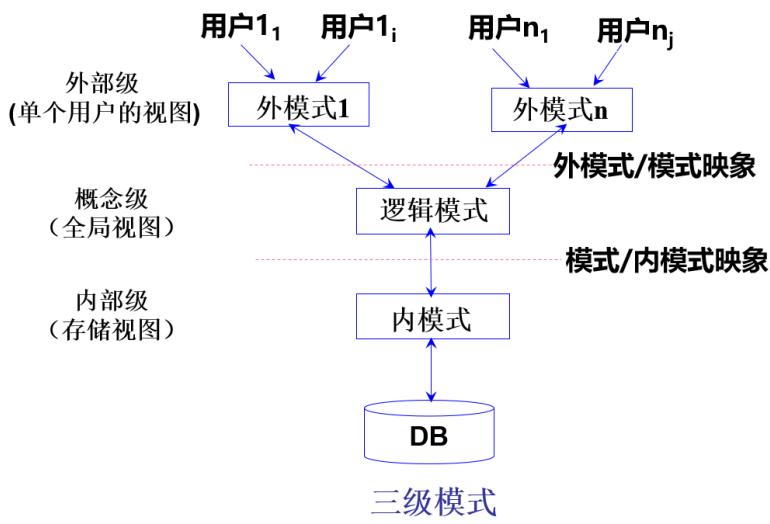 用户1₁ 用户1ᵢ 用户n₁ 用户nⱼ
外部级
(单个用户的视图)
外模式1 外模式n
外模式/模式映象
概念级
（全局视图）
逻辑模式
模式/内模式映象
内部级
（存储视图）
内模式
DB
三级模式